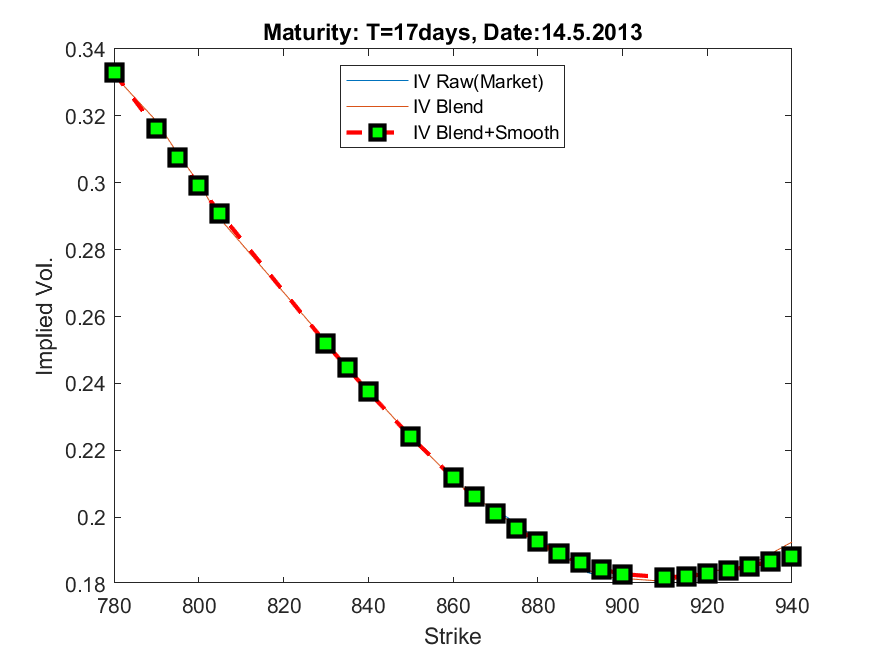 Maturity: T=17days, Date:14.5.2013
IV Raw(Market)
IV Blend
IV Blend+Smooth
Implied Vol.
0.34
0.32
0.3
0.28
0.26
0.24
0.22
0.2
0.18
780 800 820 840 860 880 900 920 940
Strike